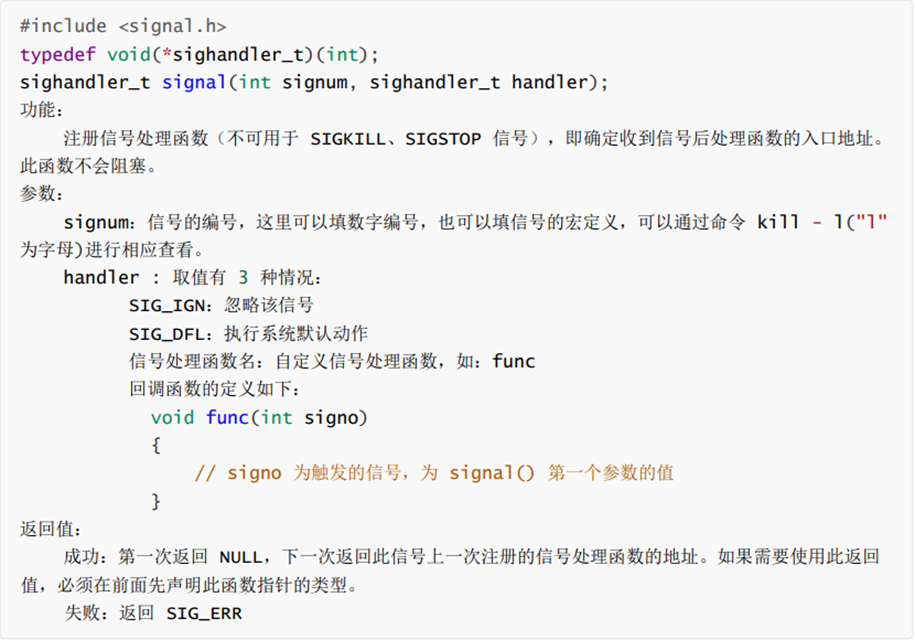 #include <signal.h>
typedef void(*sighandler_t)(int);
sighandler_t signal(int signum, sighandler_t handler);
功能：
注册信号处理函数（不可用于 SIGKILL、SIGSTOP 信号），即确定收到信号后处理函数的入口地址。
此函数不会阻塞。
参数：
signum：信号的编号，这里可以填数字编号，也可以填信号的宏定义，可以通过命令 kill - l("l"
为字母)进行相应查看。
handler : 取值有 3 种情况：
SIG_IGN：忽略该信号
SIG_DFL：执行系统默认动作
信号处理函数名：自定义信号处理函数，如：func
回调函数的定义如下：
void func(int signo)
{
// signo 为触发的信号，为 signal() 第一个参数的值
}
返回值：
成功：第一次返回 NULL，下一次返回此信号上一次注册的信号处理函数的地址。如果需要使用此返回
值，必须在前面先声明此函数指针的类型。
失败：返回 SIG_ERR